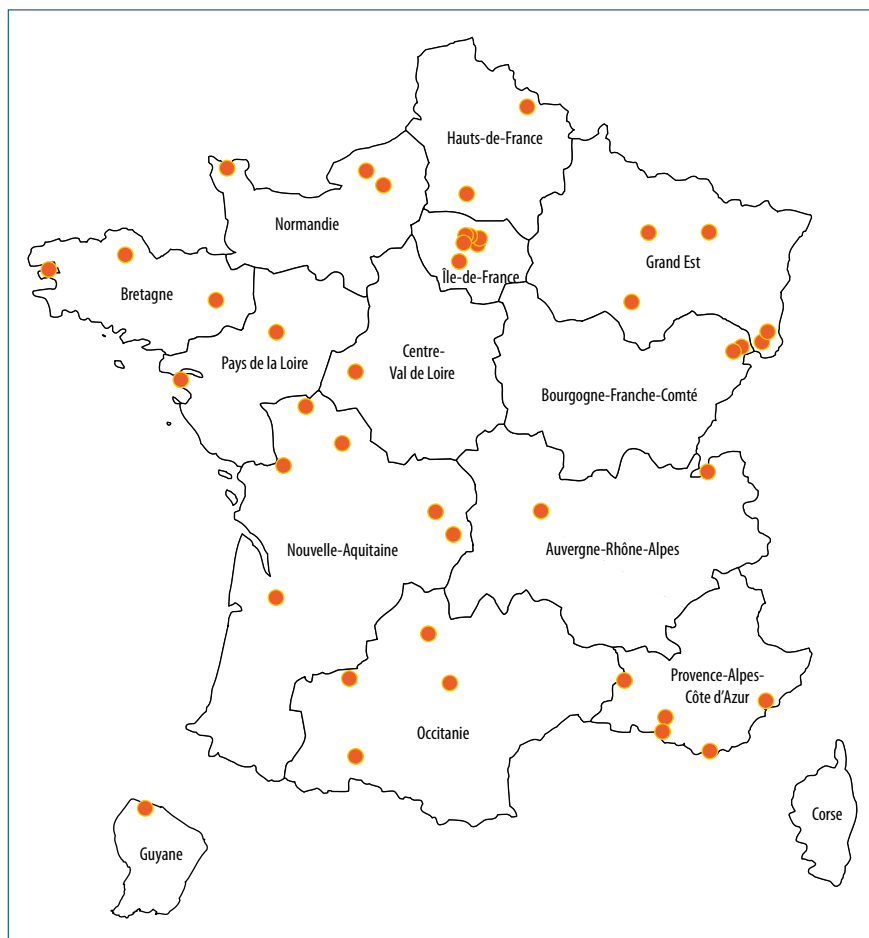 Hauts-de-France
Normandie
Grand Est
Île-de-France
Bretagne
Centre-
Val de Loire
Pays de la Loire
Bourgogne-Franche-Comté
Nouvelle-Aquitaine
Auvergne-Rhône-Alpes
Provence-Alpes-
Côte d'Azur
Occitanie
Corse
Guyane